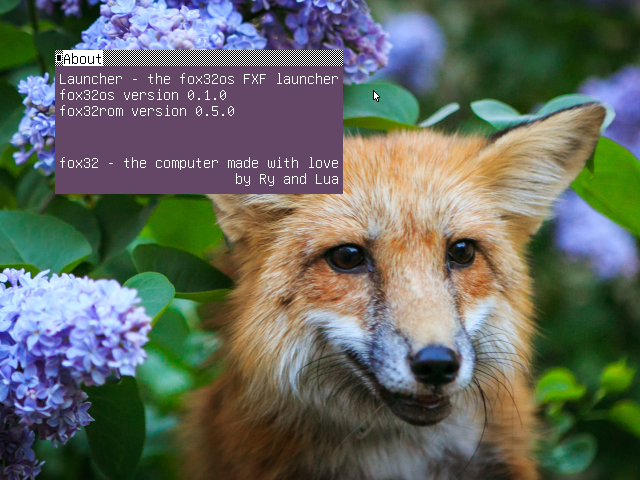 About
Launcher - the fox32os FXF launcher
fox32os version 0.1.0
fox32rom version 0.5.0
fox32 - the computer made with love
by Ry and Lua